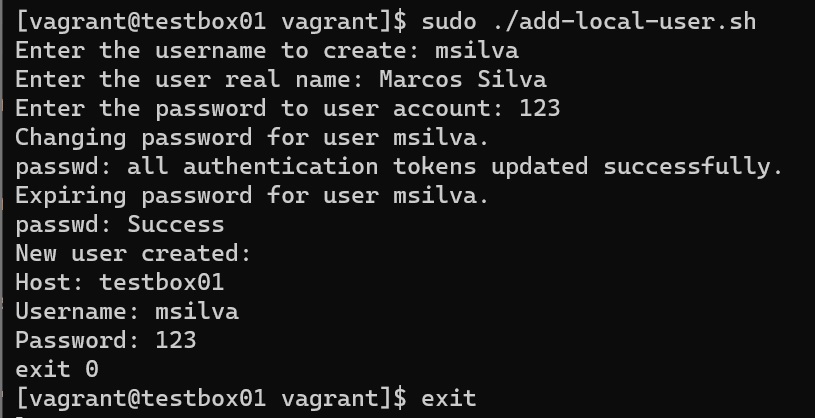 [vagrant@testbox01 vagrant]$ sudo ./add-local-user.sh
Enter the username to create: msilva
Enter the user real name: Marcos Silva
Enter the password to user account: 123
Changing password for user msilva.
passwd: all authentication tokens updated successfully.
Expiring password for user msilva.
passwd: Success
New user created:
Host: testbox01
Username: msilva
Password: 123
exit 0
[vagrant@testbox01 vagrant]$ exit